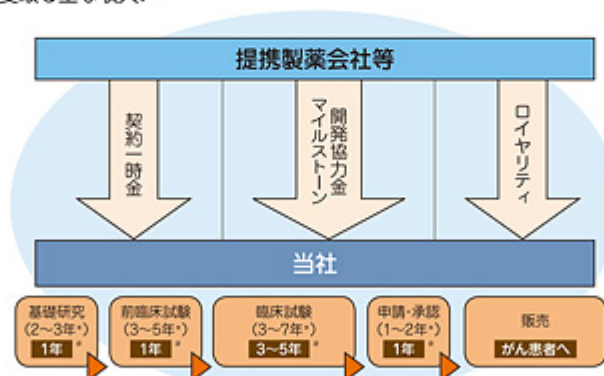 提携製薬会社等
契約一時金
開発協力金
マイルストーン
ロイヤリティ
当社
基礎研究
(2〜3年*)
1年 *
前臨床試験
(3〜5年*)
1年 *
臨床試験
(3〜7年*)
3〜5年 *
申請・承認
(1〜2年*)
1年 *
販売
がん患者へ